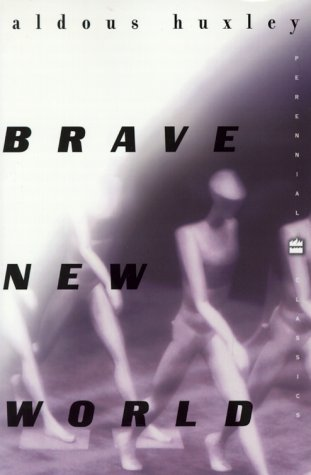 aldous huxley
BRAVE
NEW
WORLD
PERENNIAL
CLASSICS